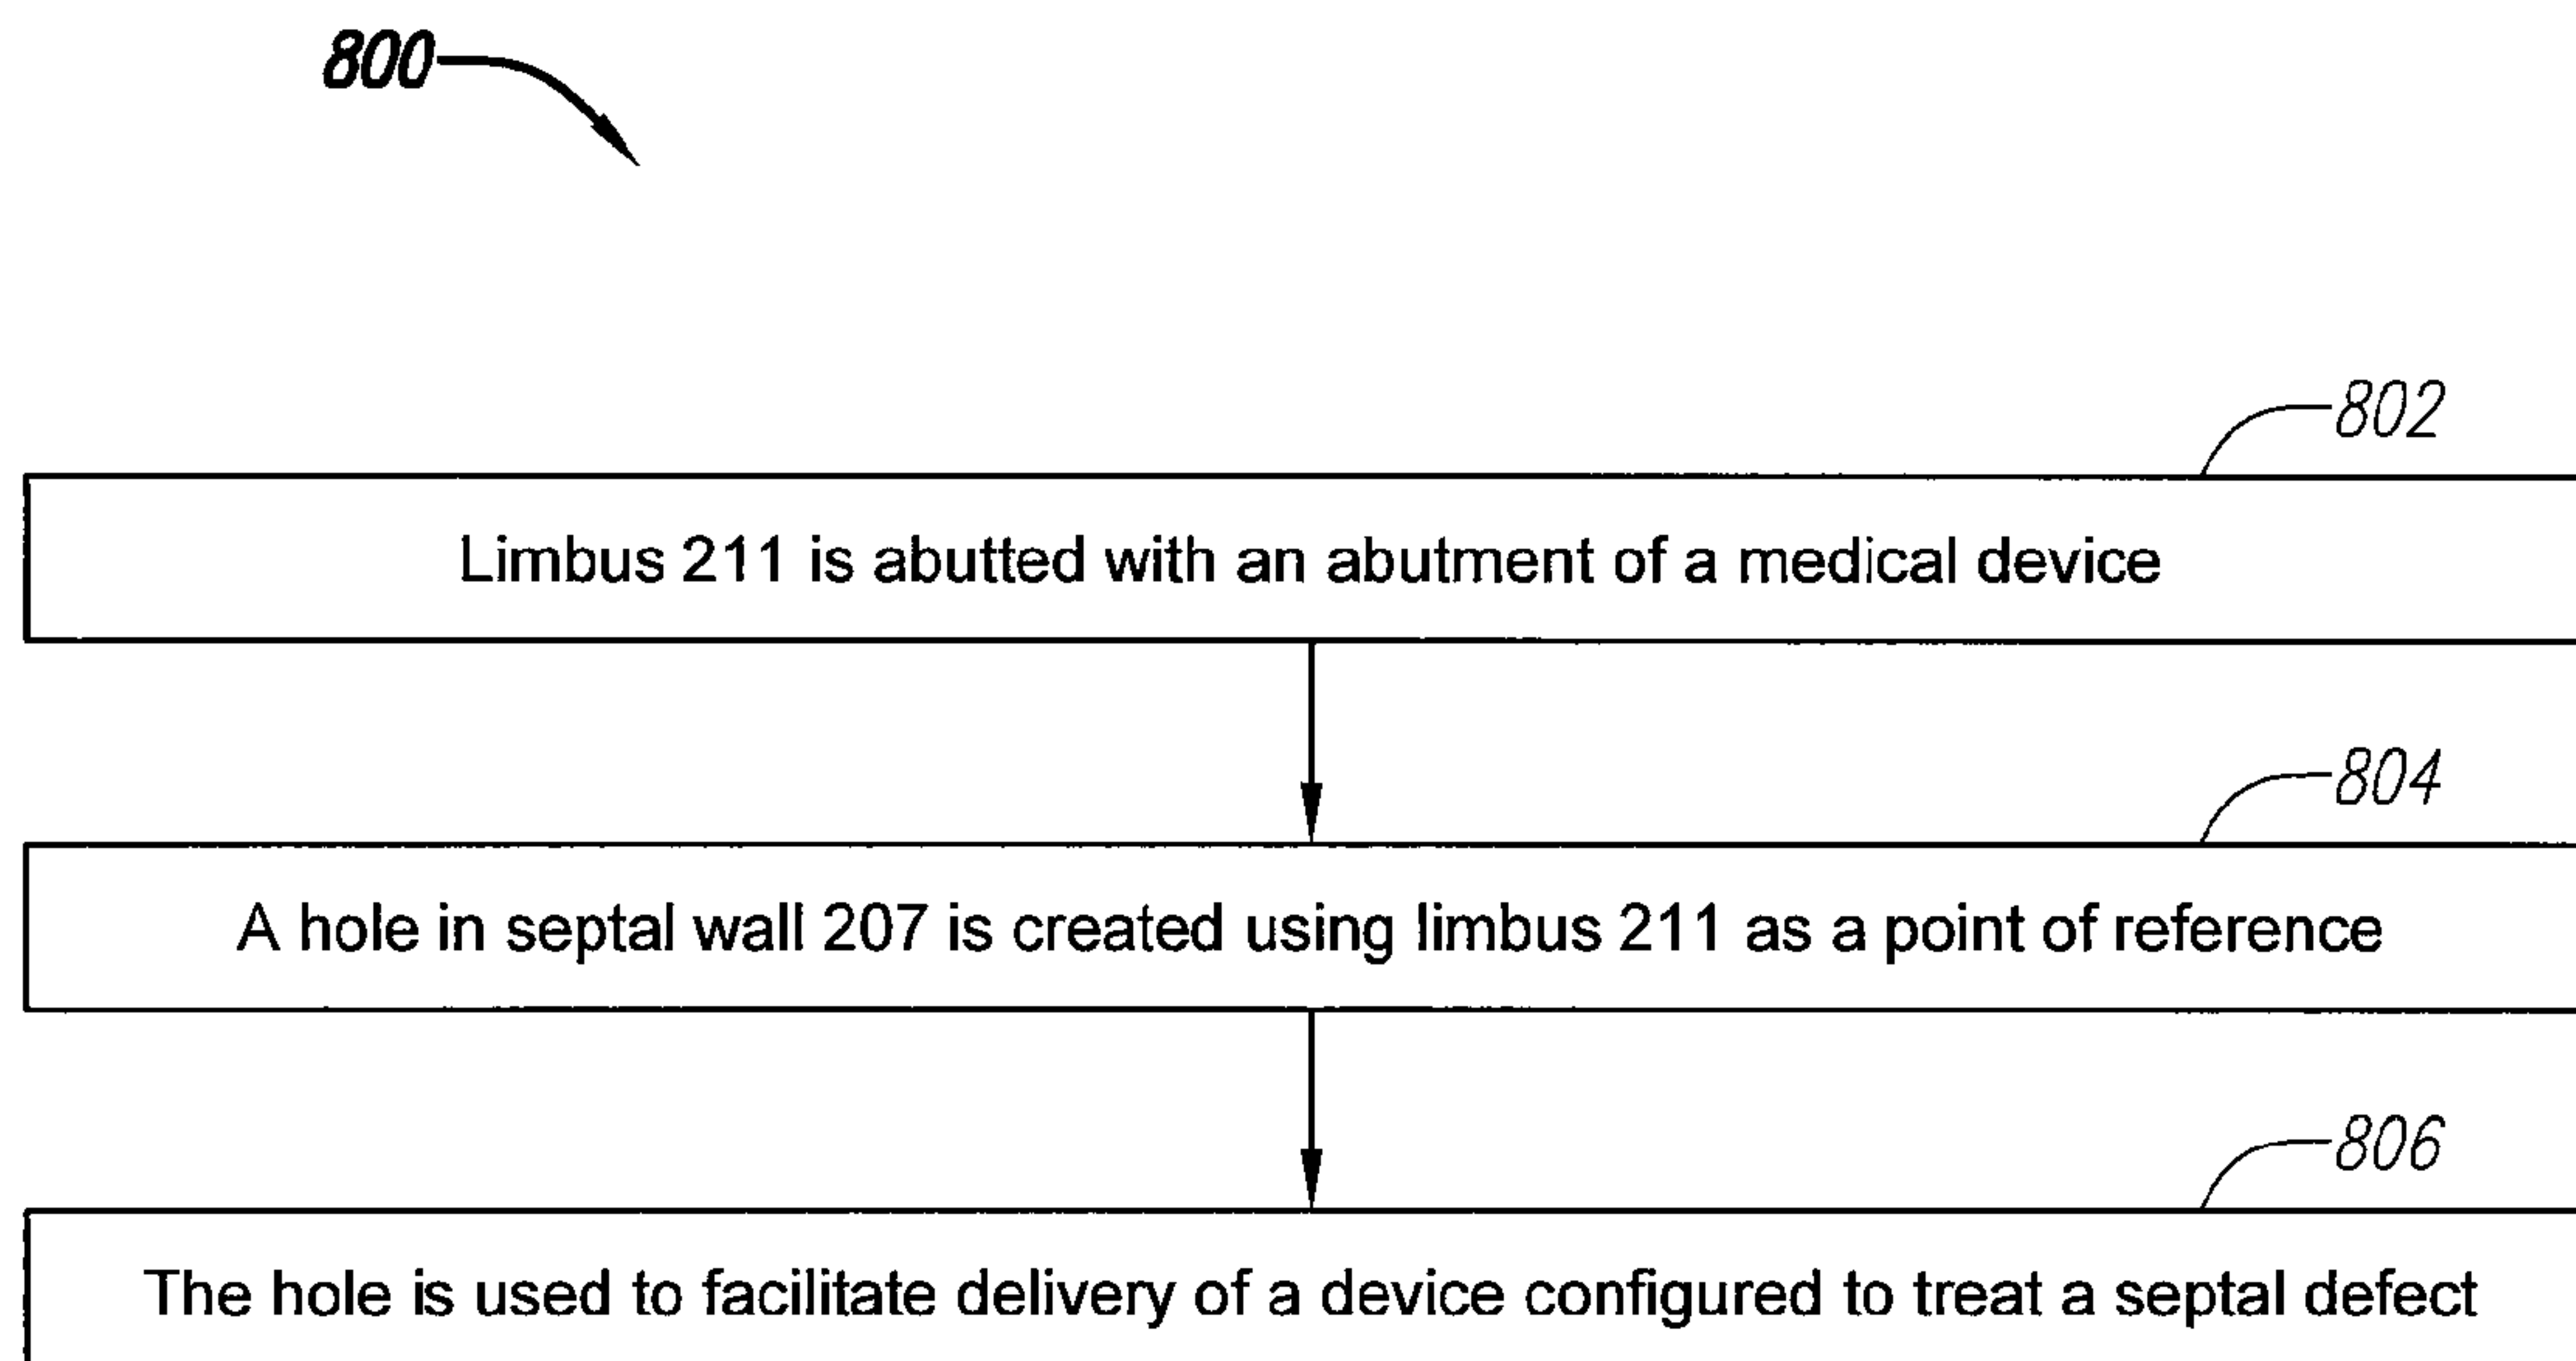 800
802
Limbus 211 is abutted with an abutment of a medical device
804
A hole in septal wall 207 is created using limbus 211 as a point of reference
806
The hole is used to facilitate delivery of a device configured to treat a septal defect